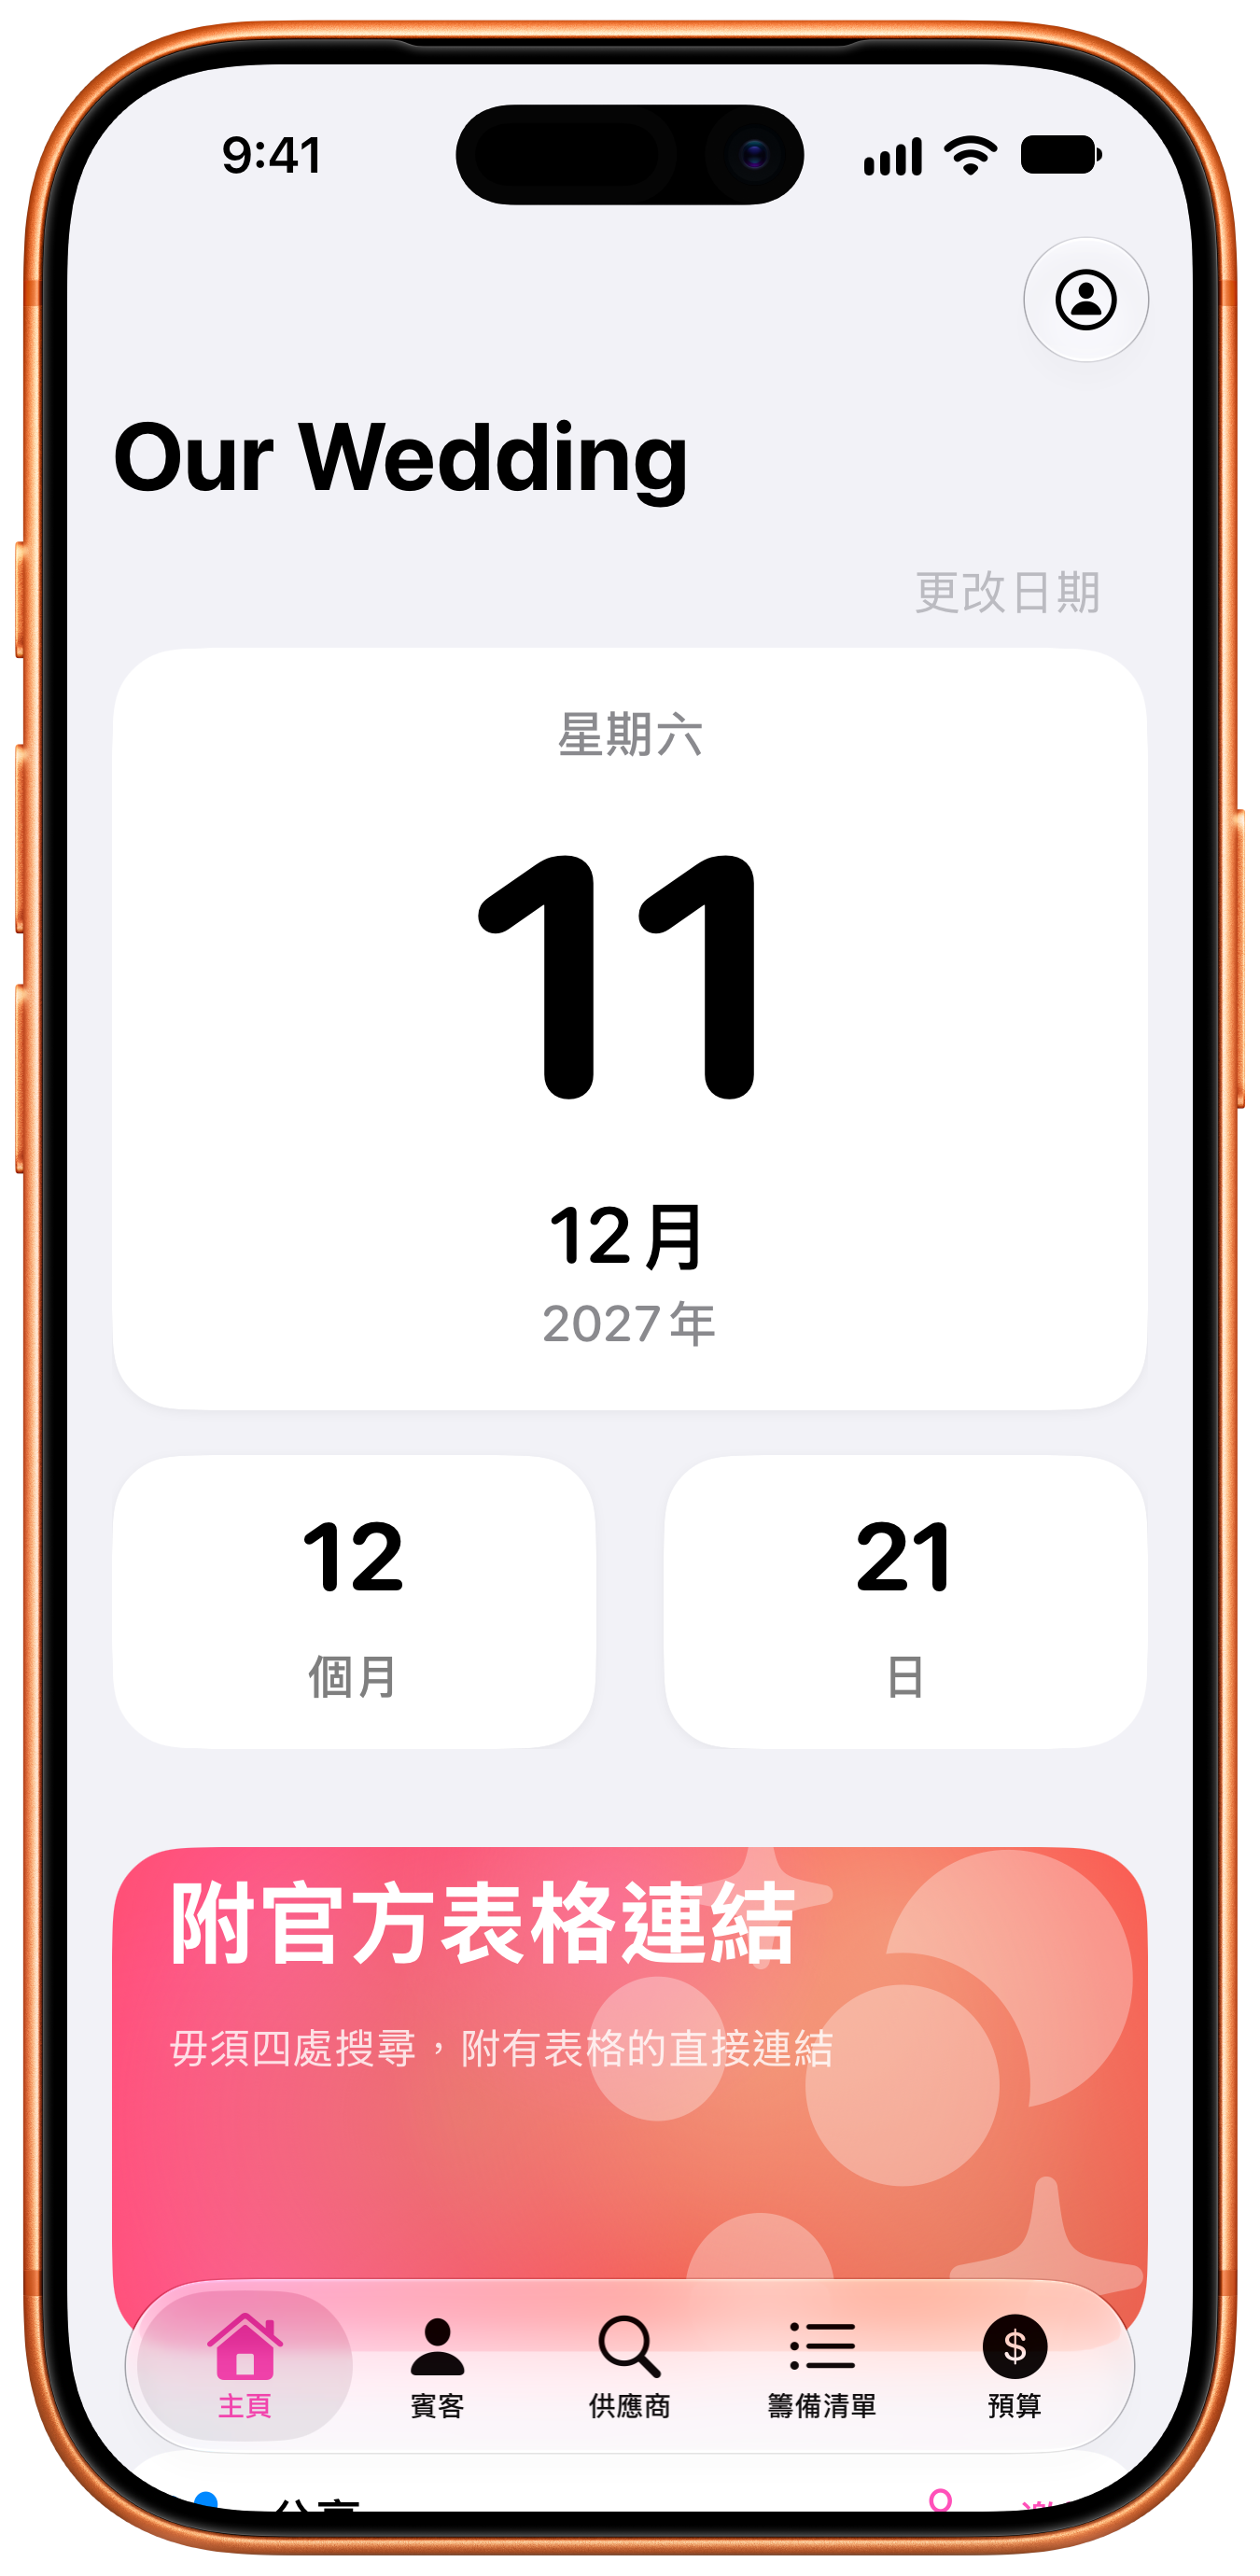 9:41
Our Wedding
更改日期
星期六
11
12月
2027年
12
個月
21
日
附官方表格連結
毋須四處搜尋，附有表格的直接連結
主頁
賓客
供應商
籌備清單
預算
分享